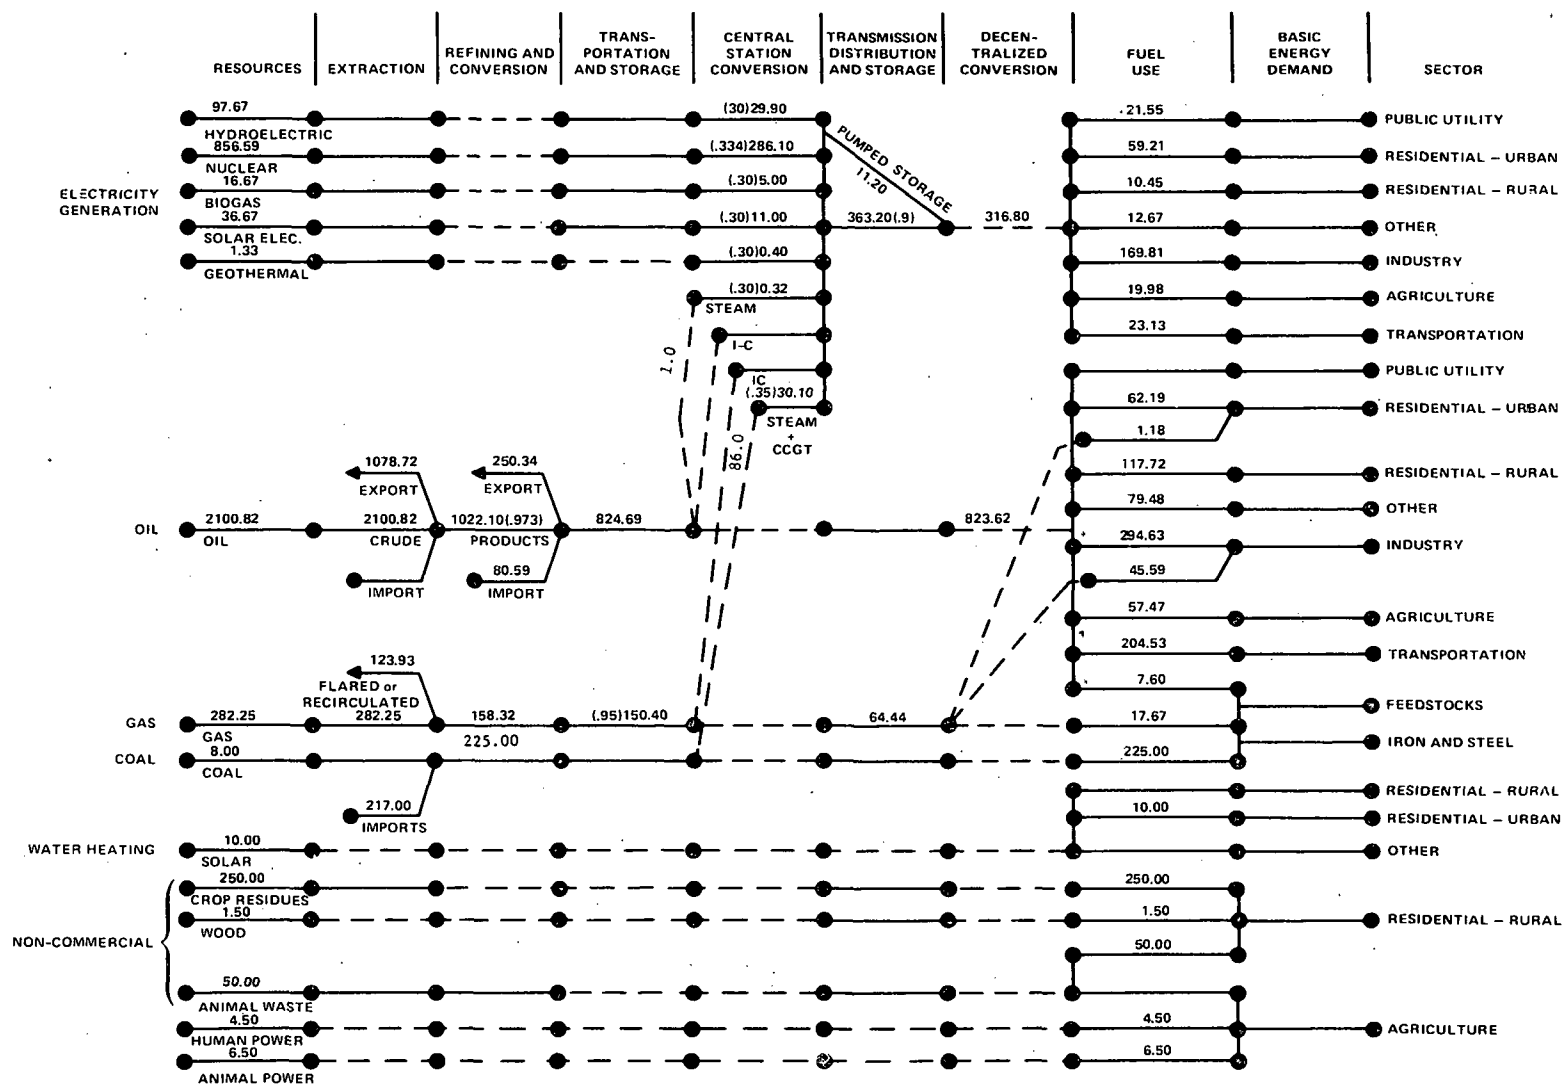 TRANS-
PORTATION
AND STORAGE
CENTRAL
STATION
CONVERSION
TRANSMISSION
DISTRIBUTION
AND STORAGE
DECEN-
TRALIZED
CONVERSION
BASIC
ENERGY
DEMAND
RESOURCES
EXTRACTION
REFINING AND
CONVERSION
FUEL
USE
SECTOR
ELECTRICITY
GENERATION
97.67
HYDROELECTRIC
(30)29.90
21.55
PUBLIC UTILITY
856.59
NUCLEAR
(.334)286.10
59.21
RESIDENTIAL – URBAN
16.67
BIOGAS
(.30)5.00
10.45
RESIDENTIAL – RURAL
PUMPED STORAGE
11.20
36.67
SOLAR ELEC.
(.30)11.00
363.20(.9)
316.80
12.67
OTHER
1.33
GEOTHERMAL
(.30)0.40
169.81
INDUSTRY
(.30)0.32
STEAM
19.98
AGRICULTURE
1.0
I-C
23.13
TRANSPORTATION
IC
PUBLIC UTILITY
(.35)30.10
STEAM
+
CCGT
86.0
62.19
RESIDENTIAL – URBAN
1.18
117.72
RESIDENTIAL – RURAL
79.48
OTHER
1078.72
EXPORT
250.34
EXPORT
OIL
2100.82
OIL
2100.82
CRUDE
1022.10(.973)
PRODUCTS
824.69
823.62
294.63
INDUSTRY
80.59
IMPORT
IMPORT
45.59
57.47
AGRICULTURE
204.53
TRANSPORTATION
123.93
FLARED or
RECIRCULATED
7.60
FEEDSTOCKS
GAS
282.25
GAS
282.25
158.32
(.95)150.40
64.44
17.67
IRON AND STEEL
COAL
8.00
COAL
225.00
225.00
217.00
IMPORTS
RESIDENTIAL – RURAL
10.00
RESIDENTIAL – URBAN
WATER HEATING
10.00
SOLAR
OTHER
NON-COMMERCIAL
250.00
CROP RESIDUES
250.00
1.50
WOOD
1.50
RESIDENTIAL – RURAL
50.00
50.00
ANIMAL WASTE
4.50
HUMAN POWER
4.50
AGRICULTURE
6.50
ANIMAL POWER
6.50